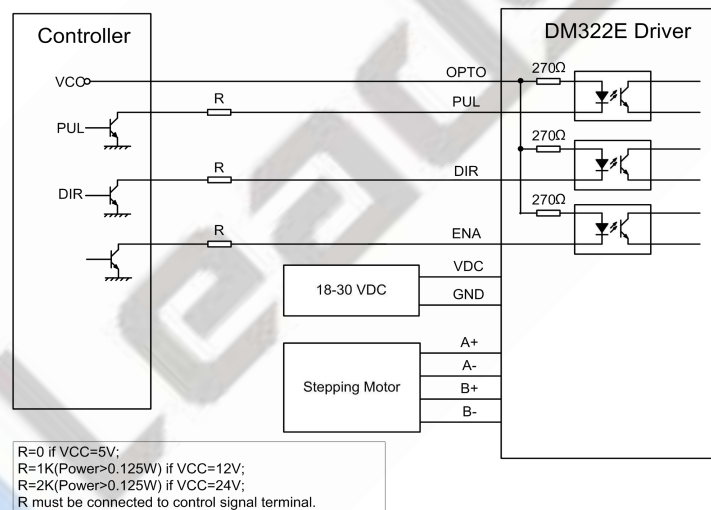 Controller
DM322E Driver
VCC
OPTO
270Ω
R
PUL
PUL
270Ω
R
DIR
DIR
270Ω
R
ENA
VDC
18-30 VDC
GND
A+
A-
Stepping Motor
B+
B-
R=0 if VCC=5V;
R=1K(Power>0.125W) if VCC=12V;
R=2K(Power>0.125W) if VCC=24V;
R must be connected to control signal terminal.